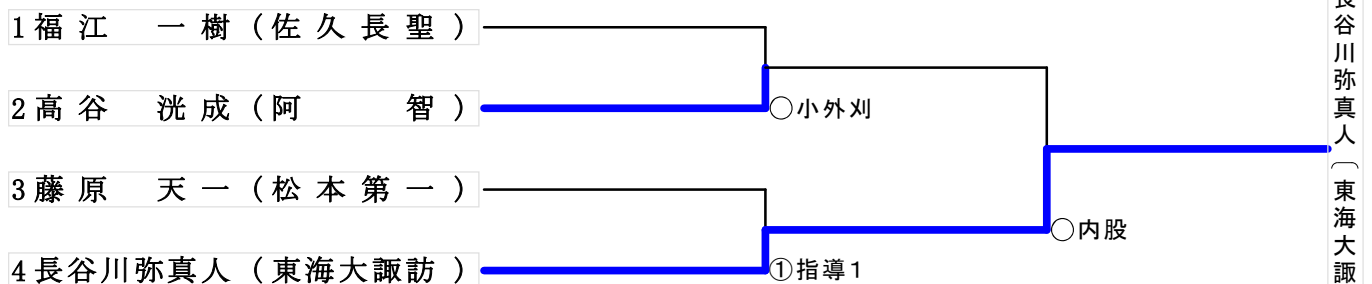 1 福江 一樹 (佐久長聖)
2 高谷 洸成 (阿 智)
○小外刈
3 藤原 天一 (松本第一)
4 長谷川弥真人 (東海大諏訪)
①指導1
○内股
長谷川弥真人(東海大諏